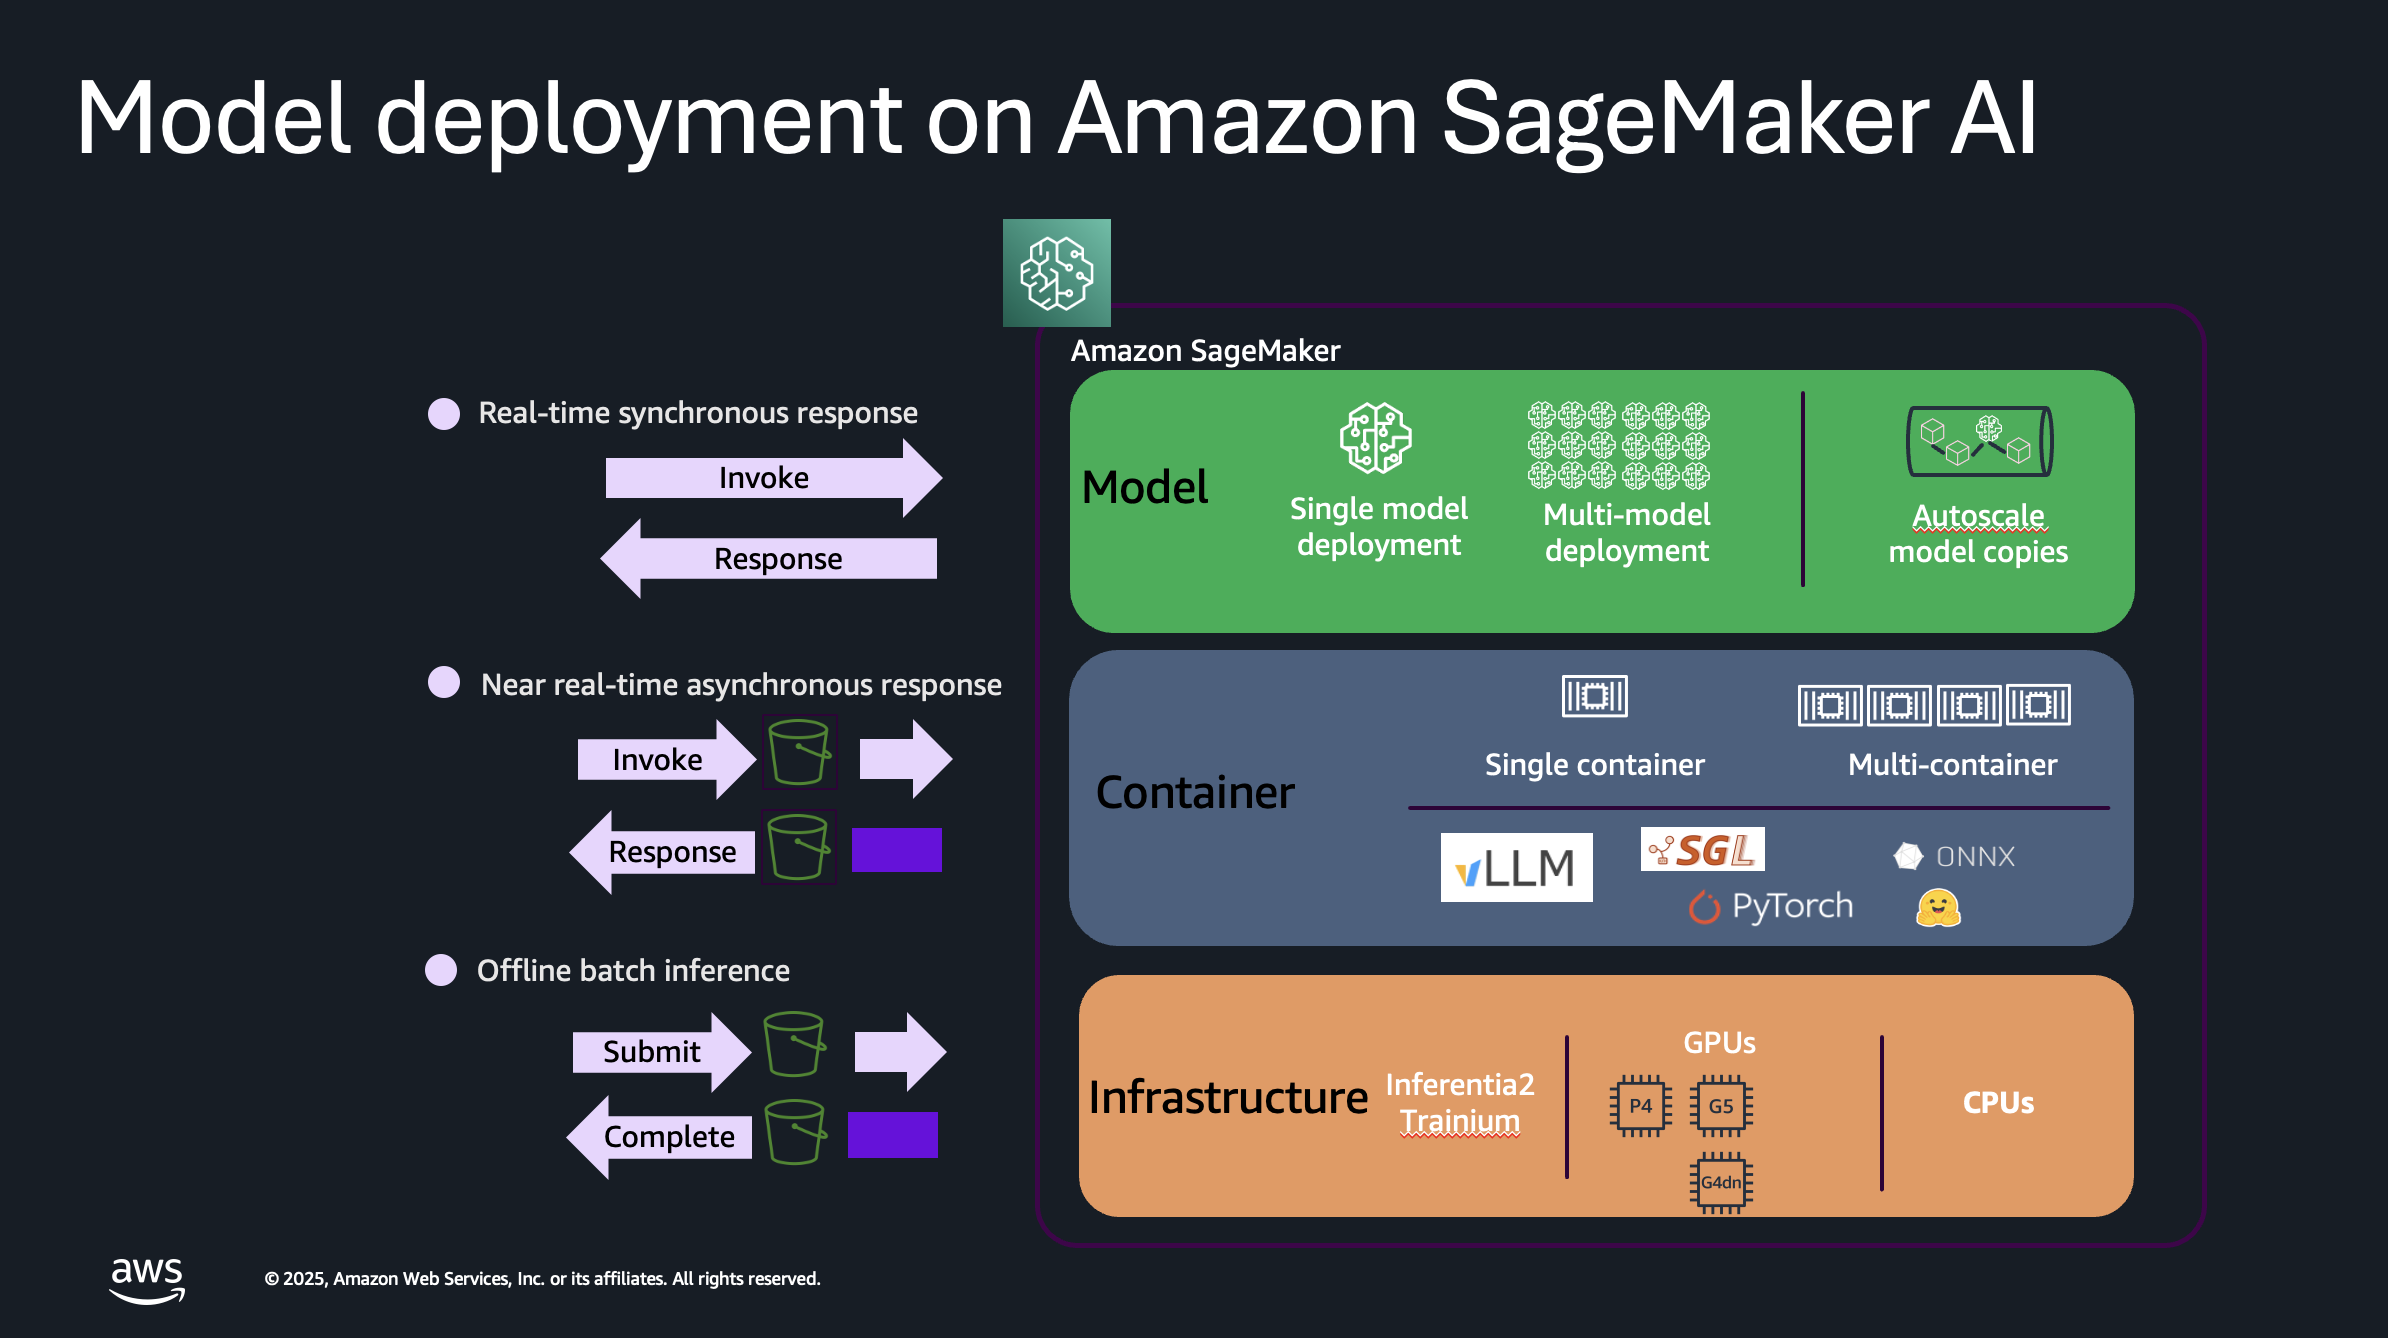 Model deployment on Amazon SageMaker AI
Real-time synchronous response
Invoke
Response
Near real-time asynchronous response
Invoke
Response
Offline batch inference
Submit
Complete
Amazon SageMaker
Model
Single model
deployment
Multi-model
deployment
Autoscale
model copies
Container
Single container
Multi-container
vLLM
SGL
ONNX
PyTorch
Infrastructure
Inferentia2
Trainium
GPUs
P4
G5
G4dn
CPUs
aws
© 2025, Amazon Web Services, Inc. or its affiliates. All rights reserved.